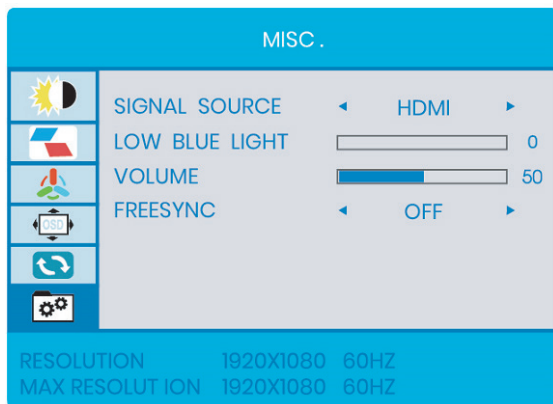 MISC .
SIGNAL SOURCE HDMI
LOW BLUE LIGHT 0
VOLUME 50
FREESYNC OFF
OSD
RESOLUTION 1920X1080 60HZ
MAX RESOLUT ION 1920X1080 60HZ